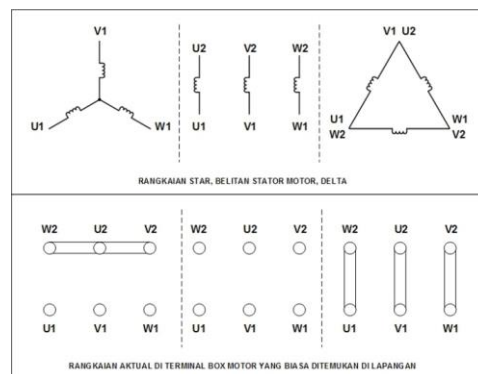 V1
U1 W1
U2 V2 W2
U1 V1 W1
V1 U2
U1 W1
W2 V2
RANGKAIAN STAR, BELITAN STATOR MOTOR, DELTA
W2 U2 V2 W2 U2 V2 W2 U2 V2
U1 V1 W1 U1 V1 W1 U1 V1 W1
RANGKAIAN AKTUAL DI TERMINAL BOX MOTOR YANG BIASA DITEMUKAN DI LAPANGAN